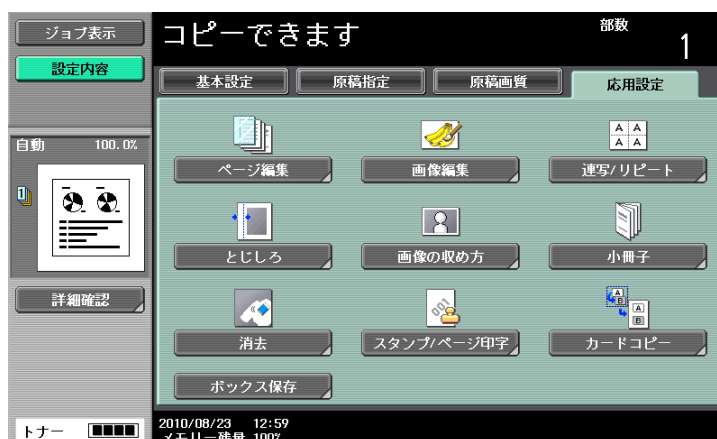 ジョブ表示
設定内容
コピーできます
部数
1
基本設定
原稿指定
原稿画質
応用設定
自動 100.0%
1
ページ編集
画像編集
A A
A A
連写/リピート
とじしろ
画像の収め方
小冊子
詳細確認
001
A
B
A
B
消去
スタンプ/ページ印字
カードコピー
ボックス保存
トナー
2010/08/23 12:59
メモリー残量 100%